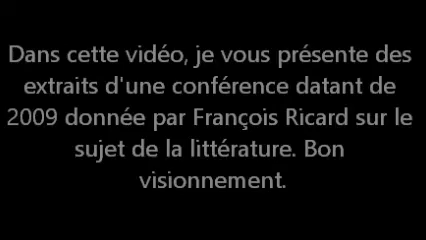 Dans cette vidéo, je vous présente des
extraits d'une conférence datant de
2009 donnée par François Ricard sur le
sujet de la littérature. Bon
visionnement.